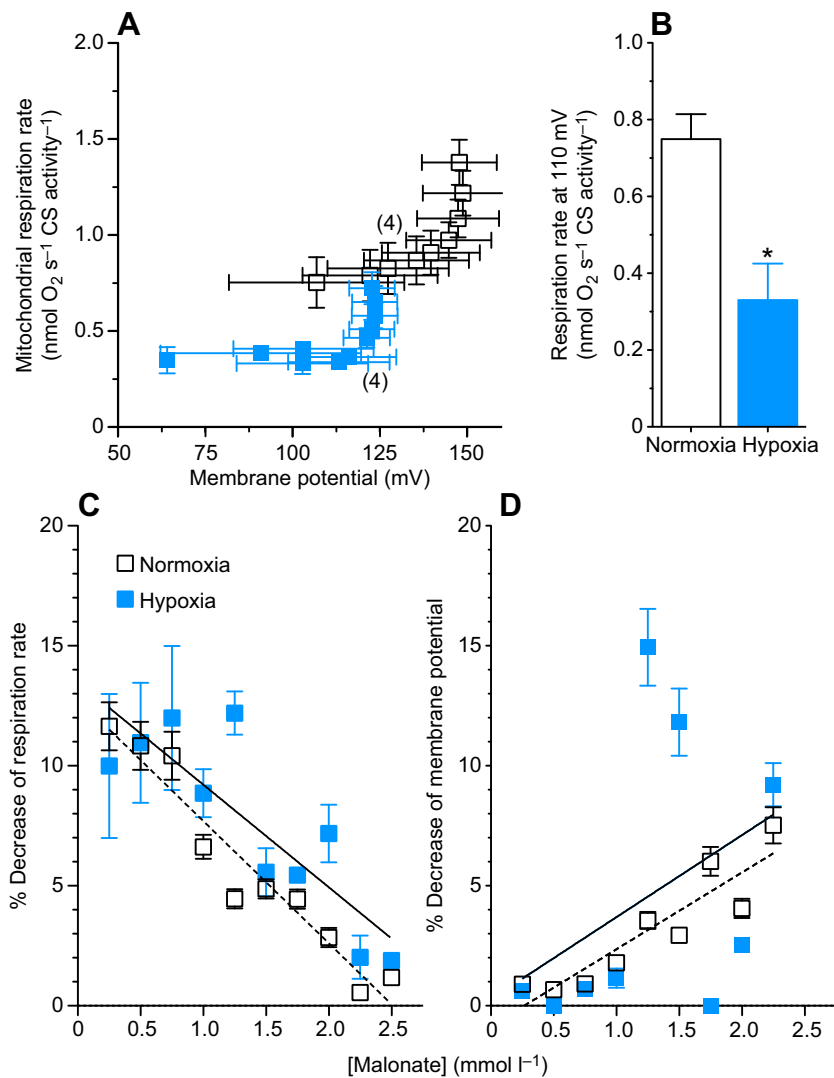 A
Mitochondrial respiration rate
(nmol O₂ s⁻¹ CS activity⁻¹)
2.0
1.5
1.0
0.5
0
(4)
(4)
50
75
100
125
150
Membrane potential (mV)
B
Respiration rate at 110 mV
(nmol O₂ s⁻¹ CS activity⁻¹)
1.0
0.8
0.6
0.4
0.2
0
*
Normoxia
Hypoxia
C
% Decrease of respiration rate
20
15
10
5
0
Normoxia
Hypoxia
0
0.5
1.0
1.5
2.0
2.5
D
% Decrease of membrane potential
20
15
10
5
0
0
0.5
1.0
1.5
2.0
2.5
[Malonate] (mmol l⁻¹)